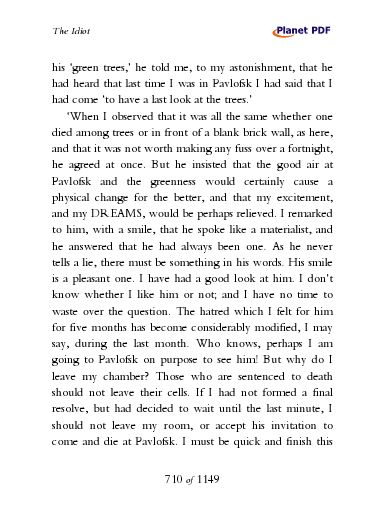 The Idiot
Planet PDF
his ‘green trees,’ he told me, to my astonishment, that he
had heard that last time I was in Pavlofsk I had said that I
had come ‘to have a last look at the trees.’
‘When I observed that it was all the same whether one
died among trees or in front of a blank brick wall, as here,
and that it was not worth making any fuss over a fortnight,
he agreed at once. But he insisted that the good air at
Pavlofsk and the greenness would certainly cause a
physical change for the better, and that my excitement,
and my DREAMS, would be perhaps relieved. I remarked
to him, with a smile, that he spoke like a materialist, and
he answered that he had always been one. As he never
tells a lie, there must be something in his words. His smile
is a pleasant one. I have had a good look at him. I don’t
know whether I like him or not; and I have no time to
waste over the question. The hatred which I felt for him
for five months has become considerably modified, I may
say, during the last month. Who knows, perhaps I am
going to Pavlofsk on purpose to see him! But why do I
leave my chamber? Those who are sentenced to death
should not leave their cells. If I had not formed a final
resolve, but had decided to wait until the last minute, I
should not leave my room, or accept his invitation to
come and die at Pavlofsk. I must be quick and finish this
710 of 1149